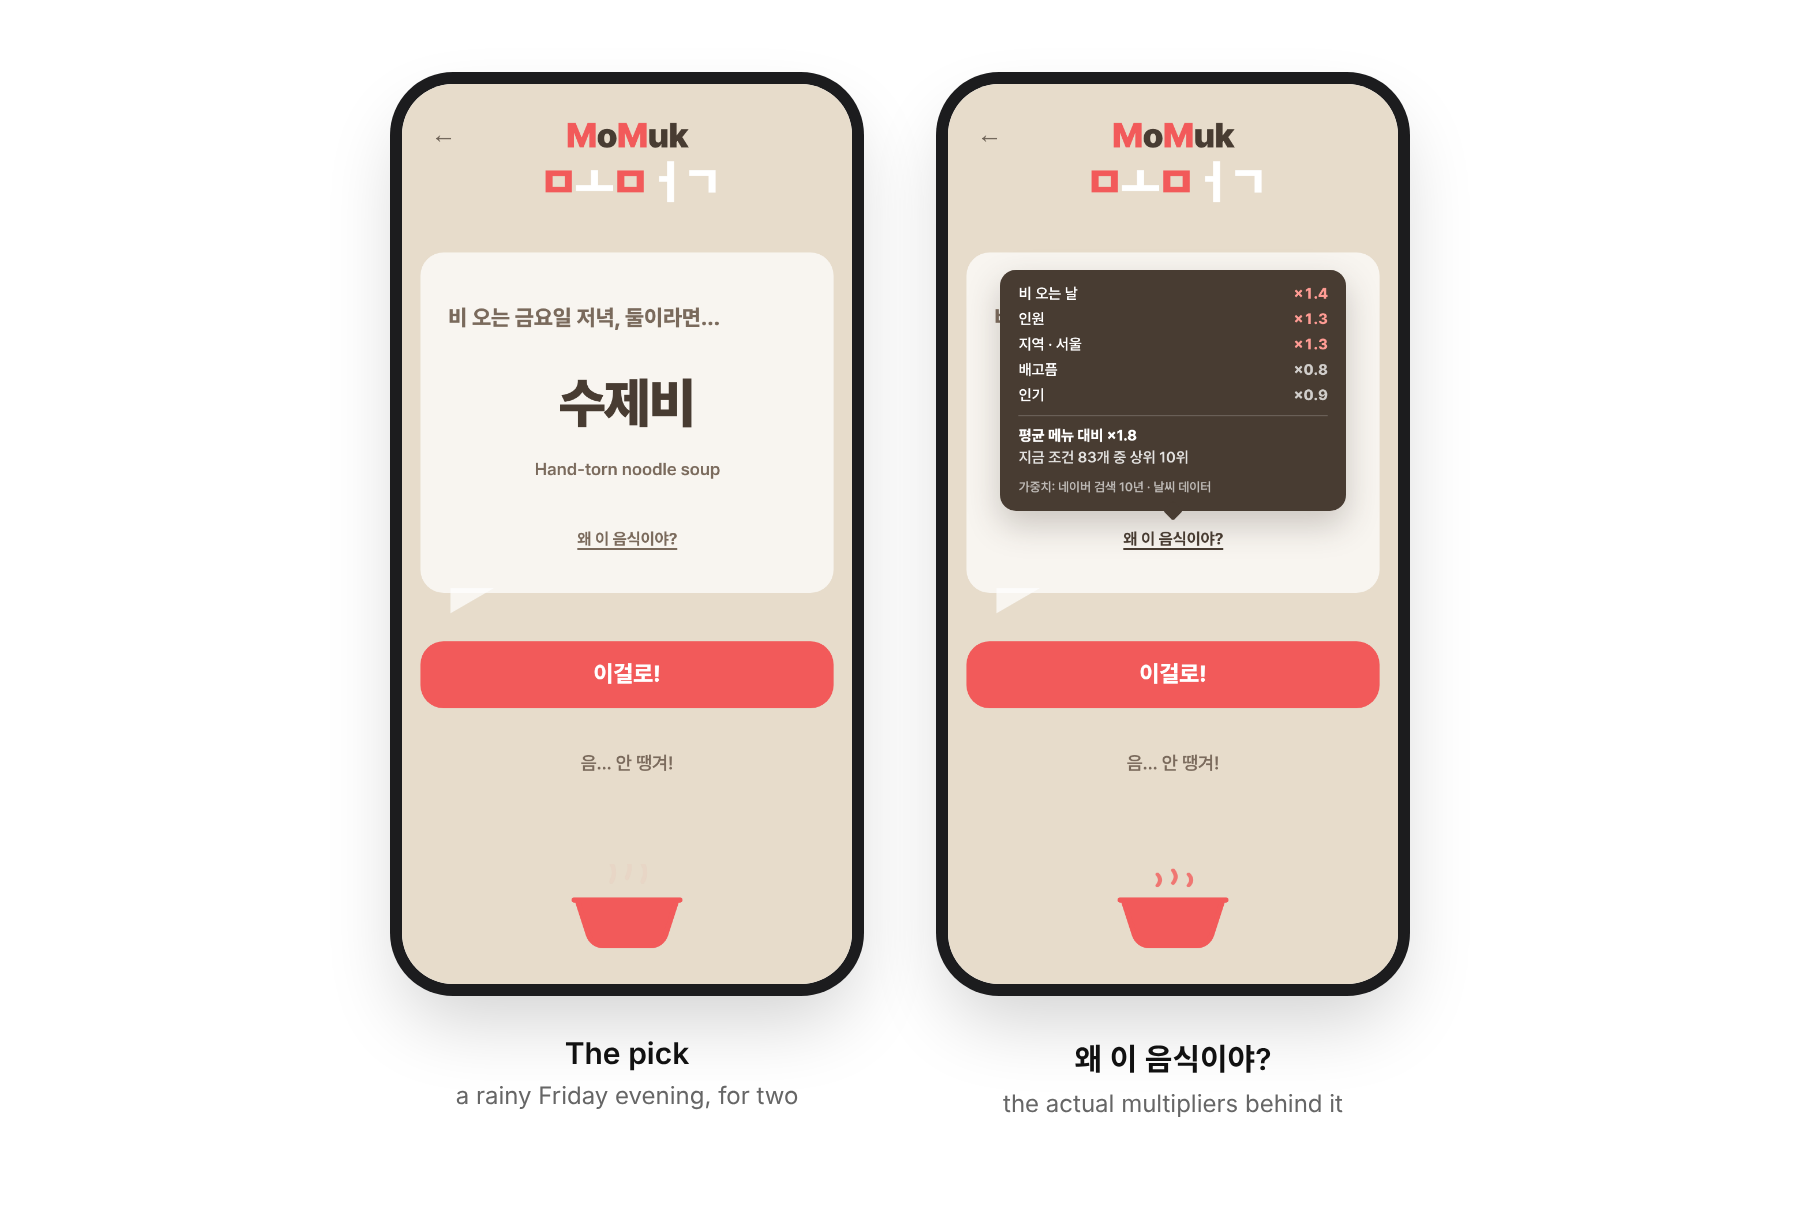 ←
MoMuk
ㅁㅗㅁㅓㄱ
비 오는 금요일 저녁, 둘이라면...
수제비
Hand-torn noodle soup
왜 이 음식이야?
이걸로!
음... 안 땡겨!
The pick
a rainy Friday evening, for two
←
MoMuk
ㅁㅗㅁㅓㄱ
비 오는 날 ×1.4
인원 ×1.3
지역 · 서울 ×1.3
배고픔 ×0.8
인기 ×0.9
평균 메뉴 대비 ×1.8
지금 조건 83개 중 상위 10위
가중치: 네이버 검색 10년 · 날씨 데이터
왜 이 음식이야?
이걸로!
음... 안 땡겨!
왜 이 음식이야?
the actual multipliers behind it